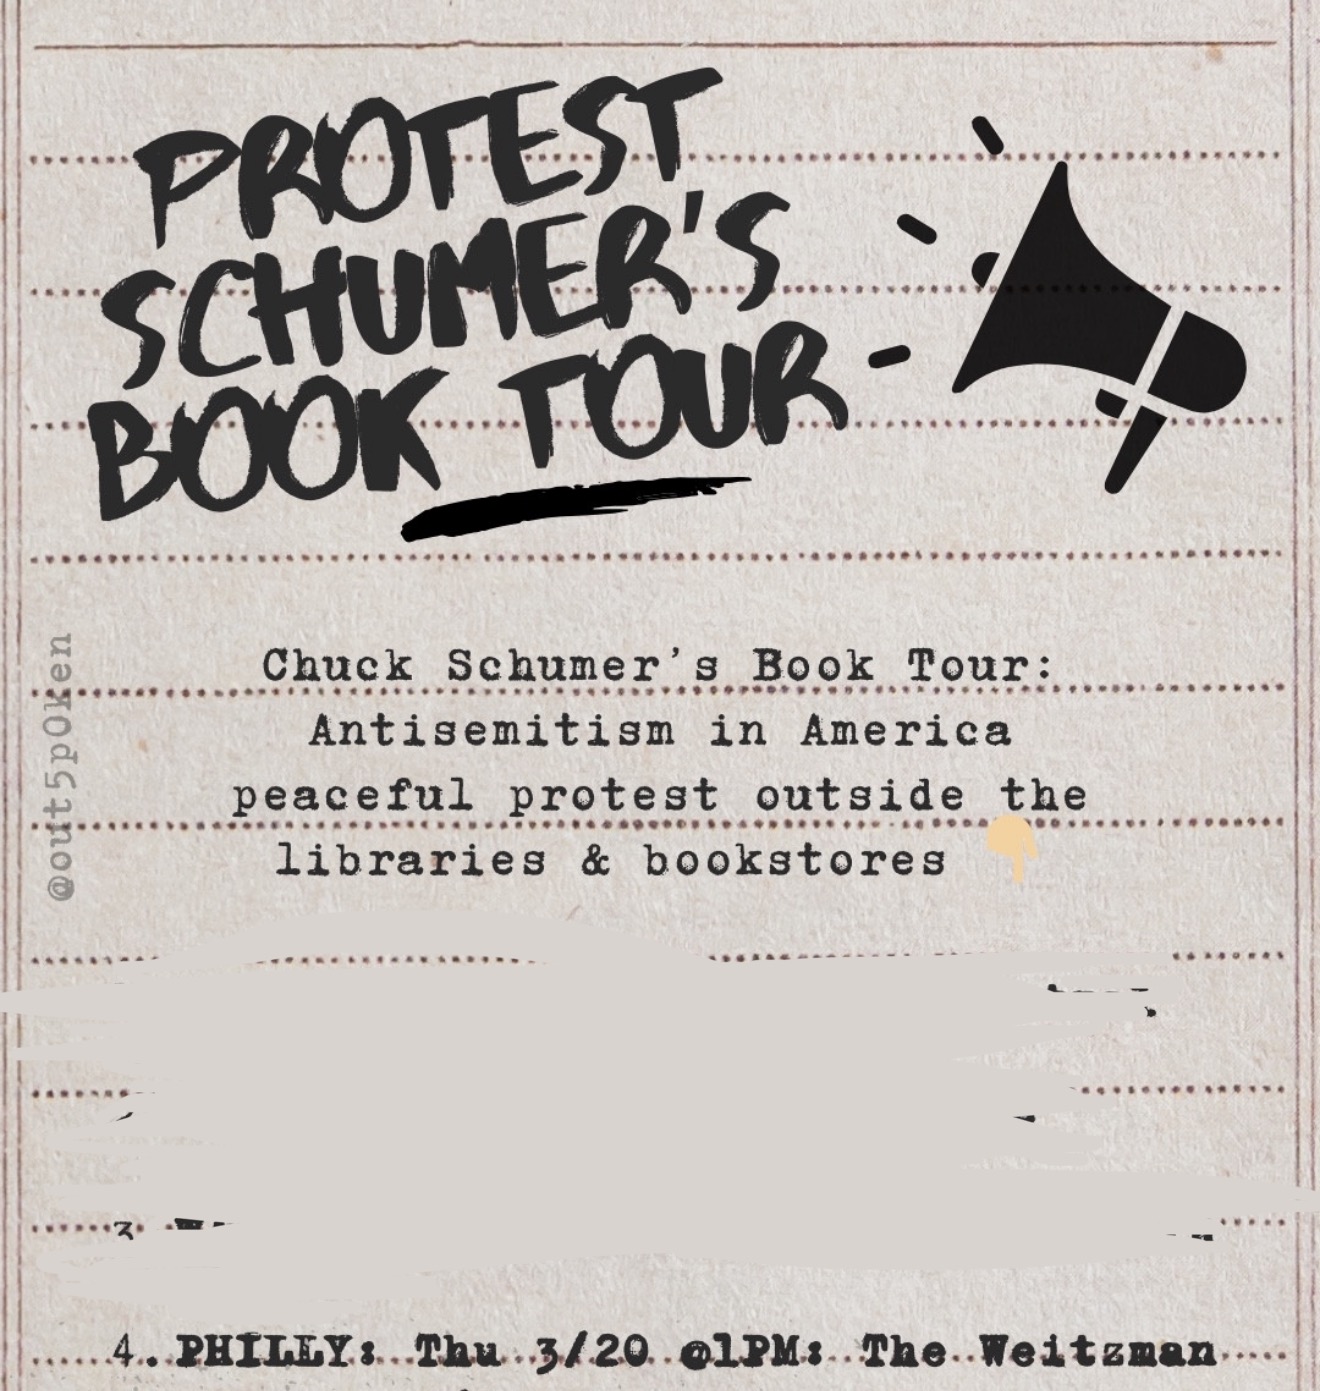 PROTEST
SCHUMER'S
BOOK TOUR
Chuck Schumer's Book Tour:
Antisemitism in America
peaceful protest outside the
libraries & bookstores 👇
@out5p0ken
3
4. PHILLY: Thu 3/20 @1PM: The Weitzman